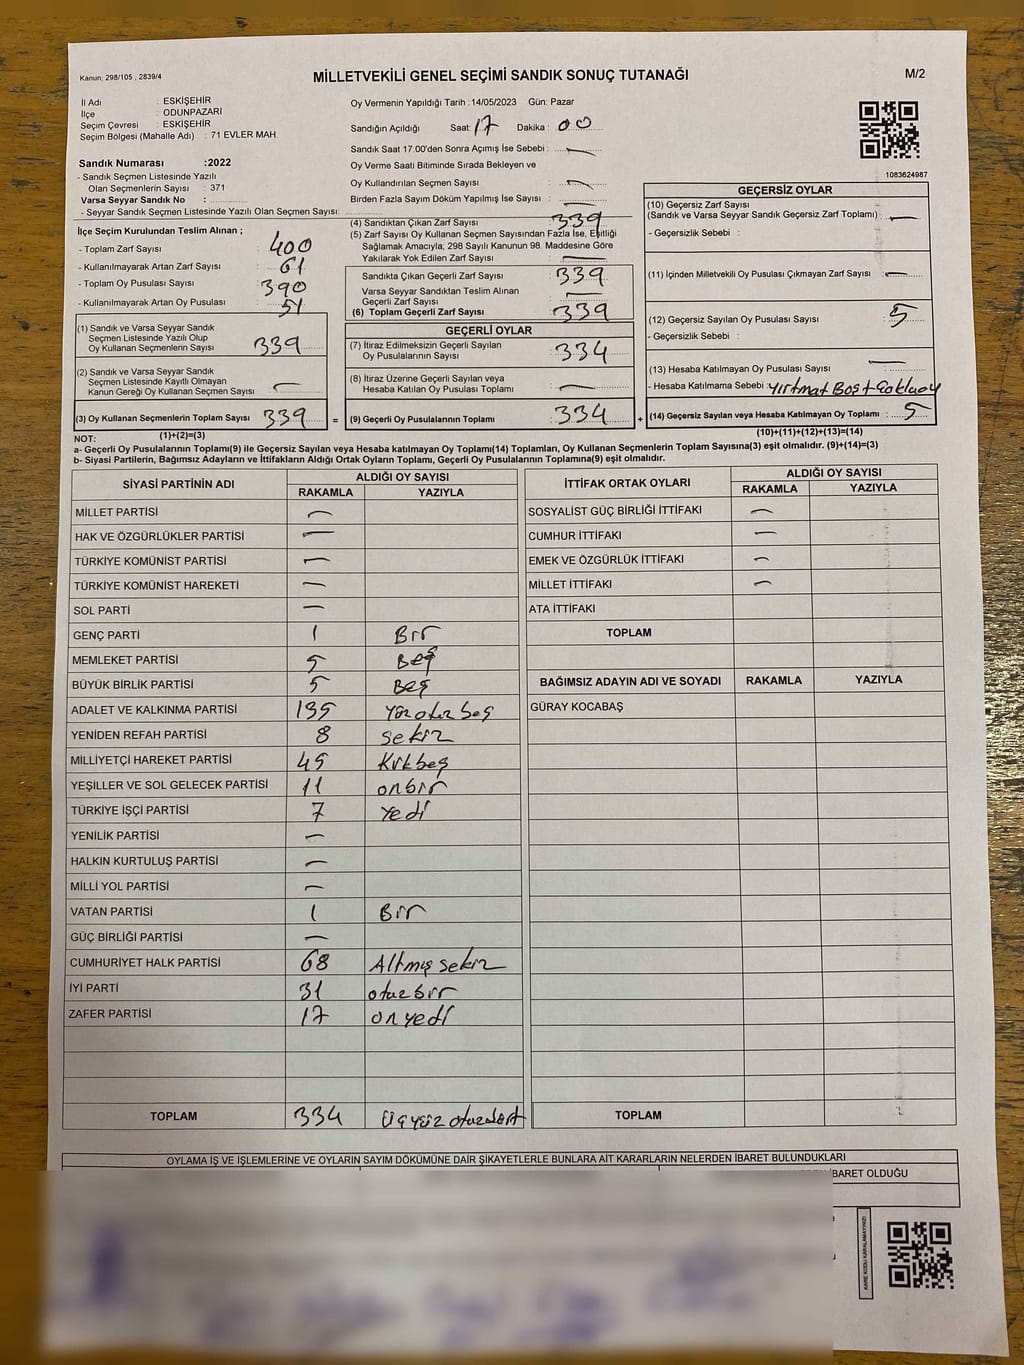 Kanun; 298/105 , 2839/4
MİLLETVEKİLİ GENEL SEÇİMİ SANDIK SONUÇ TUTANAĞI
M/2
İl Adı : ESKİŞEHİR
İlçe : ODUNPAZARI
Seçim Çevresi : ESKİŞEHİR
Seçim Bölgesi (Mahalle Adı) : 71 EVLER MAH.
Sandık Numarası :2022
- Sandık Seçmen Listesinde Yazılı
Olan Seçmenlerin Sayısı : 371
Varsa Seyyar Sandık No :
- Seyyar Sandık Seçmen Listesinde Yazılı Olan Seçmen Sayısı:
Oy Vermenin Yapıldığı Tarih :14/05/2023 Gün: Pazar
Sandığın Açıldığı Saat: 17 Dakika : 00
Sandık Saat 17:00'den Sonra Açımış İse Sebebi : —
Oy Verme Saati Bitiminde Sırada Bekleyen ve
Oy Kullandırılan Seçmen Sayısı : —
Birden Fazla Sayım Döküm Yapılmış İse Sayısı : —
1083624987
İlçe Seçim Kurulundan Teslim Alınan ;
- Toplam Zarf Sayısı : 400
- Kullanılmayarak Artan Zarf Sayısı : 61
- Toplam Oy Pusulası Sayısı : 390
- Kullanılmayarak Artan Oy Pusulası : 51
(1) Sandık ve Varsa Seyyar Sandık
Seçmen Listesinde Yazılı Olup
Oy Kullanan Seçmenlerin Sayısı : 339
(2) Sandık ve Varsa Seyyar Sandık
Seçmen Listesinde Kayıtlı Olmayan
Kanun Gereği Oy Kullanan Seçmen Sayısı : —
(3) Oy Kullanan Seçmenlerin Toplam Sayısı : 339
(1)+(2)=(3)
(4) Sandıktan Çıkan Zarf Sayısı : 339
(5) Zarf Sayısı Oy Kullanan Seçmen Sayısından Fazla İse, Eşitliği
Sağlamak Amacıyla; 298 Sayılı Kanunun 98. Maddesine Göre
Yakılarak Yok Edilen Zarf Sayısı : —
Sandıkta Çıkan Geçerli Zarf Sayısı : 339
Varsa Seyyar Sandıktan Teslim Alınan
Geçerli Zarf Sayısı : —
(6) Toplam Geçerli Zarf Sayısı : 339
GEÇERLİ OYLAR
(7) İtiraz Edilmeksizin Geçerli Sayılan
Oy Pusulalarının Sayısı : 334
(8) İtiraz Üzerine Geçerli Sayılan veya
Hesaba Katılan Oy Pusulası Toplamı : —
= (9) Geçerli Oy Pusulalarının Toplamı : 334 +
GEÇERSİZ OYLAR
(10) Geçersiz Zarf Sayısı
(Sandık ve Varsa Seyyar Sandık Geçersiz Zarf Toplamı) : —
- Geçersizlik Sebebi :
(11) İçinden Milletvekili Oy Pusulası Çıkmayan Zarf Sayısı : —
(12) Geçersiz Sayılan Oy Pusulası Sayısı : 5
- Geçersizlik Sebebi :
(13) Hesaba Katılmayan Oy Pusulası Sayısı : —
- Hesaba Katılmama Sebebi :
(14) Geçersiz Sayılan veya Hesaba Katılmayan Oy Toplamı : 5
(10)+(11)+(12)+(13)=(14)
NOT:
a- Geçerli Oy Pusulalarının Toplamı(9) ile Geçersiz Sayılan veya Hesaba katılmayan Oy Toplamı(14) Toplamları, Oy Kullanan Seçmenlerin Toplam Sayısına(3) eşit olmalıdır. (9)+(14)=(3)
b- Siyasi Partilerin, Bağımsız Adayların ve İttifakların Aldığı Ortak Oyların Toplamı, Geçerli Oy Pusulalarının Toplamına(9) eşit olmalıdır.
SİYASİ PARTİNİN ADI ALDIĞI OY SAYISI
RAKAMLA YAZIYLA
MİLLET PARTİSİ —
HAK VE ÖZGÜRLÜKLER PARTİSİ —
TÜRKİYE KOMÜNİST PARTİSİ —
TÜRKİYE KOMÜNİST HAREKETİ —
SOL PARTİ —
GENÇ PARTİ 1 Bir
MEMLEKET PARTİSİ 5 Beş
BÜYÜK BİRLİK PARTİSİ 5 Beş
ADALET VE KALKINMA PARTİSİ 135 Yüz otuz beş
YENİDEN REFAH PARTİSİ 8 sekiz
MİLLİYETÇİ HAREKET PARTİSİ 45 Kırkbeş
YEŞİLLER VE SOL GELECEK PARTİSİ 11 onbir
TÜRKİYE İŞÇİ PARTİSİ 7 Yedi
YENİLİK PARTİSİ —
HALKIN KURTULUŞ PARTİSİ —
MİLLİ YOL PARTİSİ —
VATAN PARTİSİ 1 Bir
GÜÇ BİRLİĞİ PARTİSİ —
CUMHURİYET HALK PARTİSİ 68 Altmış sekiz
İYİ PARTİ 31 otuz bir
ZAFER PARTİSİ 17 on yedi
TOPLAM 334 üçyüz otuzdört
İTTİFAK ORTAK OYLARI ALDIĞI OY SAYISI
RAKAMLA YAZIYLA
SOSYALİST GÜÇ BİRLİĞİ İTTİFAKI —
CUMHUR İTTİFAKI —
EMEK VE ÖZGÜRLÜK İTTİFAKI —
MİLLET İTTİFAKI —
ATA İTTİFAKI
TOPLAM
BAĞIMSIZ ADAYIN ADI VE SOYADI RAKAMLA YAZIYLA
GÜRAY KOCABAŞ
TOPLAM
OYLAMA İŞ VE İŞLEMLERİNE VE OYLARIN SAYIM DÖKÜMÜNE DAİR ŞİKAYETLERLE BUNLARA AİT KARARLARIN NELERDEN İBARET BULUNDUKLARI
İBARET OLDUĞU
KARE KODU KARALAMAYINIZ!